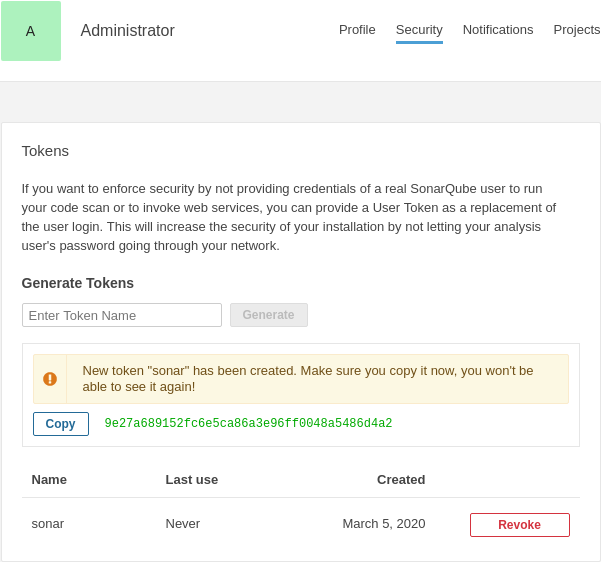 A
Administrator
Profile Security Notifications Projects
Tokens
If you want to enforce security by not providing credentials of a real SonarQube user to run
your code scan or to invoke web services, you can provide a User Token as a replacement of
the user login. This will increase the security of your installation by not letting your analysis
user's password going through your network.
Generate Tokens
Enter Token Name Generate
New token "sonar" has been created. Make sure you copy it now, you won't be
able to see it again!
Copy 9e27a689152fc6e5ca86a3e96ff0048a5486d4a2
Name Last use Created
sonar Never March 5, 2020 Revoke